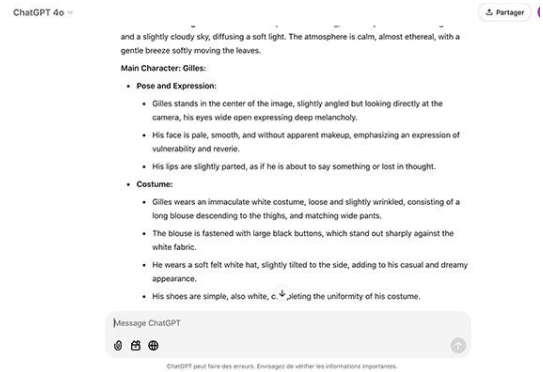 ChatGPT 4o
Partager
and a slightly cloudy sky, diffusing a soft light. The atmosphere is calm, almost ethereal, with a
gentle breeze softly moving the leaves.
Main Character: Gilles:
• Pose and Expression:
• Gilles stands in the center of the image, slightly angled but looking directly at the
camera, his eyes wide open expressing deep melancholy.
• His face is pale, smooth, and without apparent makeup, emphasizing an expression of
vulnerability and reverie.
• His lips are slightly parted, as if he is about to say something or lost in thought.
• Costume:
• Gilles wears an immaculate white costume, loose and slightly wrinkled, consisting of a
long blouse descending to the thighs, and matching wide pants.
• The blouse is fastened with large black buttons, which stand out sharply against the
white fabric.
• He wears a soft felt white hat, slightly tilted to the side, adding to his casual and dreamy
appearance.
• His shoes are simple, also white, c pleting the uniformity of his costume.
Message ChatGPT
ChatGPT peut faire des erreurs. Envisagez de vérifier les informations importantes.